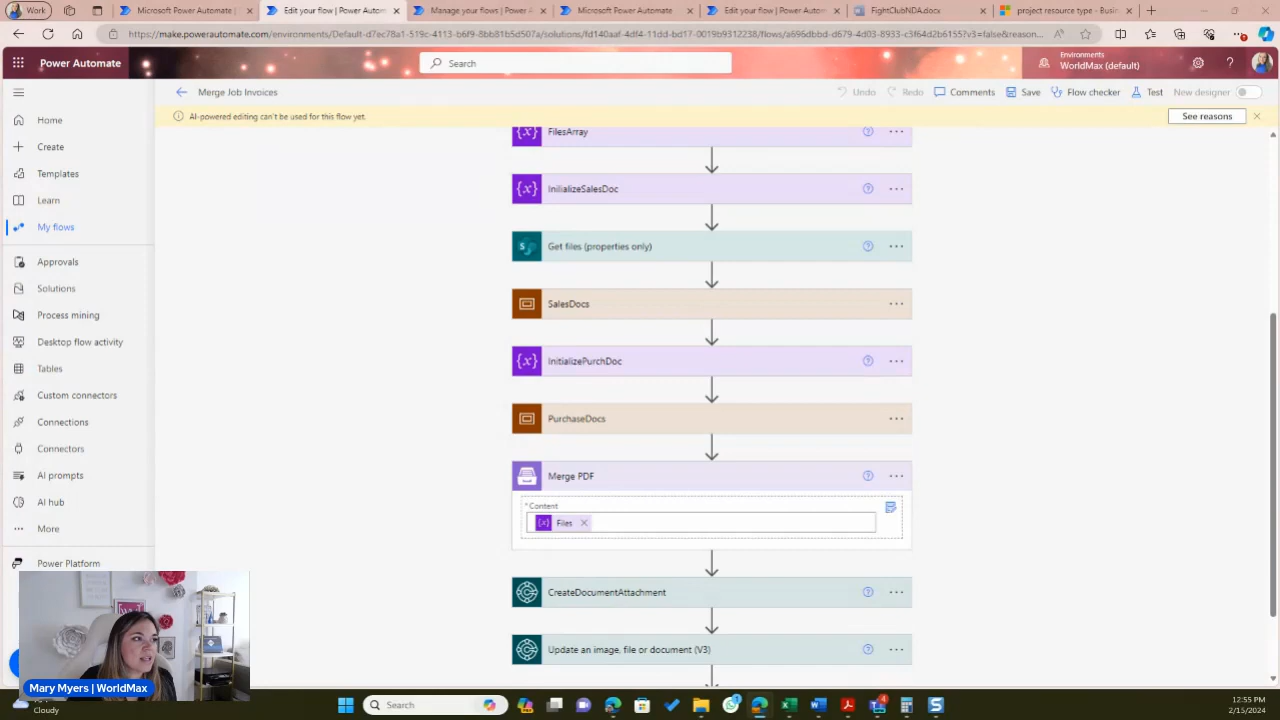 Microsoft Power Automate |
Edit your flow | Power Autom
Manage your flows | Power A
Microsoft Power Automate
Edit your flow | Power Autom
FightClubNDA.docx
project resource type - Busin
https://make.powerautomate.com/environments/Default-d7ec78a1-519c-4113-b6f9-8bb81b5d507a/solutions/fd140aaf-4df4-11dd-bd17-0019b9312238/flows/a696dbbd-d679-4d03-8933-c3f64d2b6155?v3=false&reason...
Power Automate
Search
Environments
WorldMax (default)
Merge Job Invoices
Undo
Redo
Comments
Save
Flow checker
Test
New designer
AI-powered editing can't be used for this flow yet.
See reasons
Home
Create
Templates
Learn
My flows
Approvals
Solutions
Process mining
Desktop flow activity
Tables
Custom connectors
Connections
Connectors
AI prompts
AI hub
More
Power Platform
FilesArray
InilializeSalesDoc
Get files (properties only)
SalesDocs
InitializePurchDoc
PurchaseDocs
Merge PDF
* Content
Files
CreateDocumentAttachment
Update an image, file or document (V3)
Mary Myers | WorldMax
Cloudy
Search
12:55 PM
2/15/2024